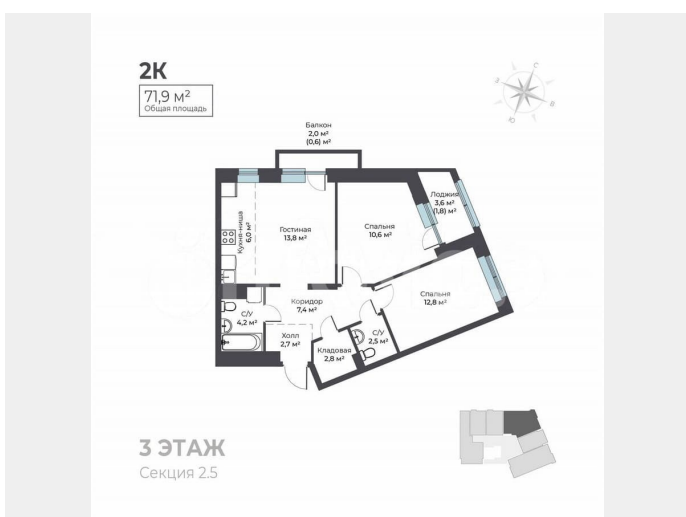 2К
71,9 м²
Общая площадь
С
В
Ю
Балкон
2,0 м²
(0,6) м²
Лоджия
3,6 м²
(1,8) м²
Кухня-ниша
6,0 м²
Гостиная
13,8 м²
Спальня
10,6 м²
Спальня
12,8 м²
Коридор
7,4 м²
С/У
4,2 м²
Холл
2,7 м²
Кладовая
2,8 м²
С/У
2,5 м²
3 ЭТАЖ
Секция 2.5